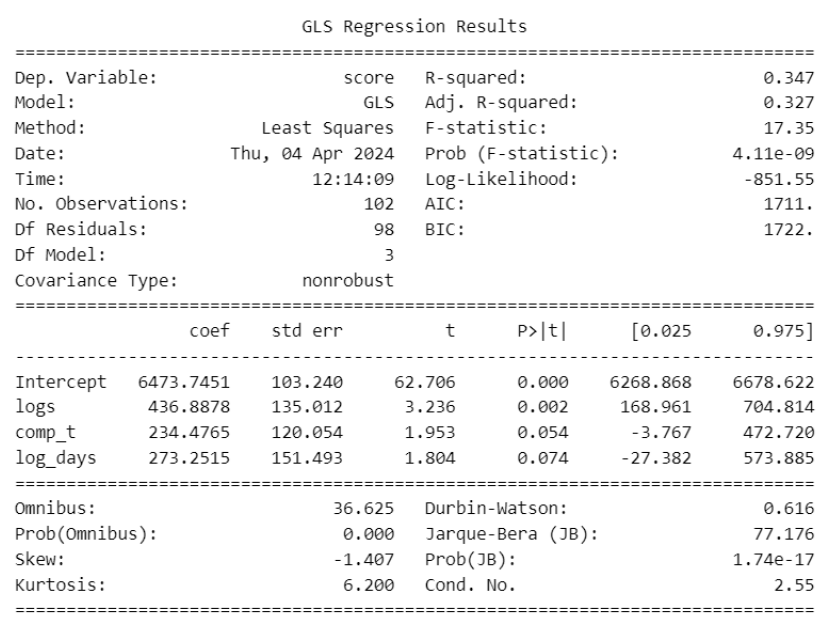 GLS Regression Results
==============================================================================
Dep. Variable:                  score   R-squared:                       0.347
Model:                            GLS   Adj. R-squared:                  0.327
Method:                 Least Squares   F-statistic:                     17.35
Date:                Thu, 04 Apr 2024   Prob (F-statistic):           4.11e-09
Time:                        12:14:09   Log-Likelihood:                -851.55
No. Observations:                 102   AIC:                             1711.
Df Residuals:                      98   BIC:                             1722.
Df Model:                           3
Covariance Type:            nonrobust
==============================================================================
coef    std err          t      P>|t|      [0.025      0.975]
------------------------------------------------------------------------------
Intercept   6473.7451    103.240     62.706      0.000    6268.868    6678.622
logs         436.8878    135.012      3.236      0.002     168.961     704.814
comp_t       234.4765    120.054      1.953      0.054      -3.767     472.720
log_days     273.2515    151.493      1.804      0.074     -27.382     573.885
==============================================================================
Omnibus:                       36.625   Durbin-Watson:                   0.616
Prob(Omnibus):                  0.000   Jarque-Bera (JB):               77.176
Skew:                          -1.407   Prob(JB):                     1.74e-17
Kurtosis:                       6.200   Cond. No.                         2.55
==============================================================================